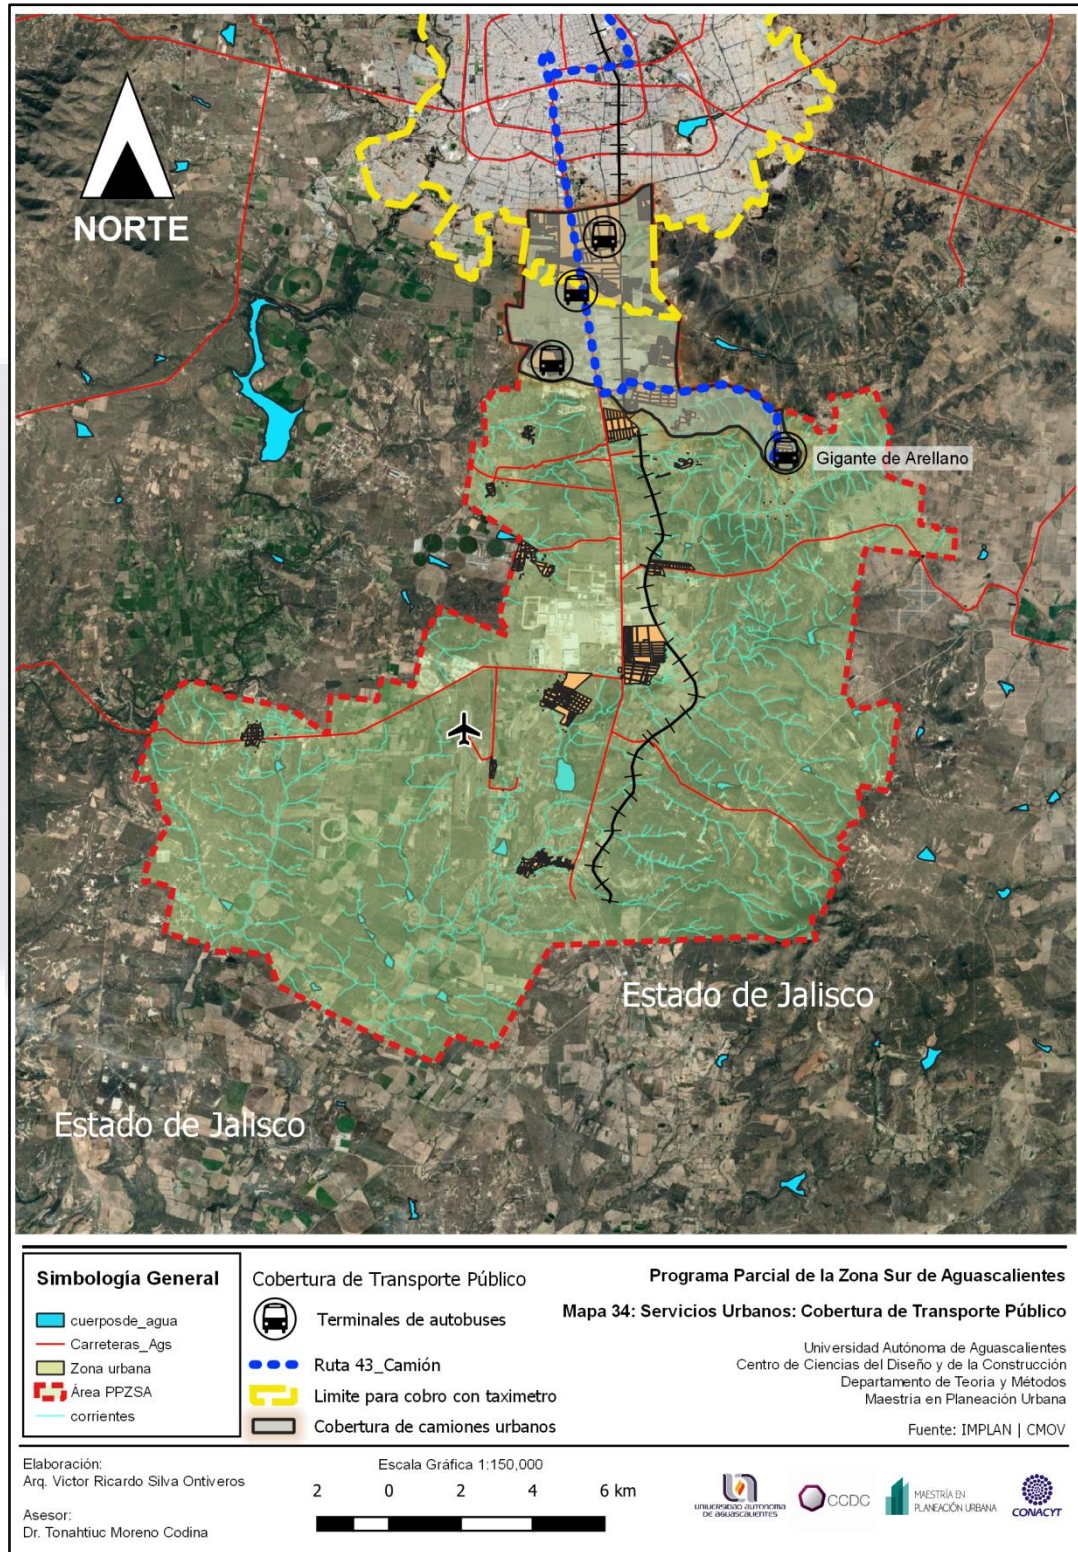 NORTE
Gigante de Arellano
Estado de Jalisco
Estado de Jalisco
Simbología General
cuerposde_agua
Carreteras_Ags
Zona urbana
Área PPZSA
corrientes
Cobertura de Transporte Público
Terminales de autobuses
Ruta 43_Camión
Limite para cobro con taximetro
Cobertura de camiones urbanos
Programa Parcial de la Zona Sur de Aguascalientes
Mapa 34: Servicios Urbanos: Cobertura de Transporte Público
Universidad Autónoma de Aguascalientes
Centro de Ciencias del Diseño y de la Construcción
Departamento de Teoria y Métodos
Maestria en Planeación Urbana
Fuente: IMPLAN | CMOV
Elaboración:
Arq. Victor Ricardo Silva Ontiveros
Asesor:
Dr. Tonahtiuc Moreno Codina
Escala Gráfica 1:150,000
2 0 2 4 6 km
UNIVERSIDAD AUTONOMA
DE AGUASCALIENTES
CCDC
MAESTRÍA EN
PLANEACIÓN URBANA
CONACYT